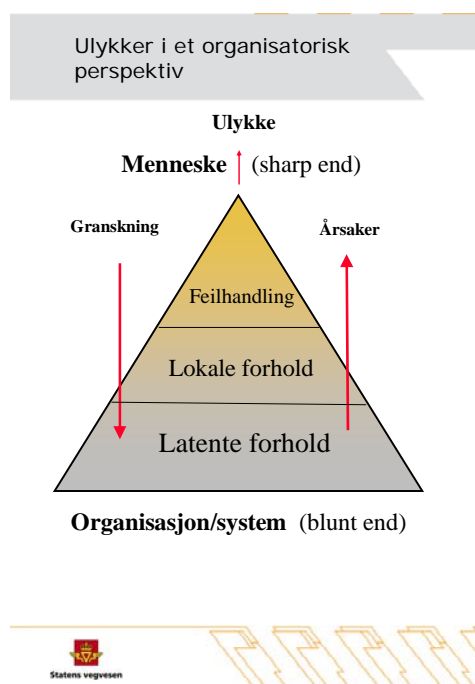 Ulykker i et organisatorisk
perspektiv
Ulykke
Menneske (sharp end)
Granskning
Årsaker
Feilhandling
Lokale forhold
Latente forhold
Organisasjon/system (blunt end)
Statens vegvesen